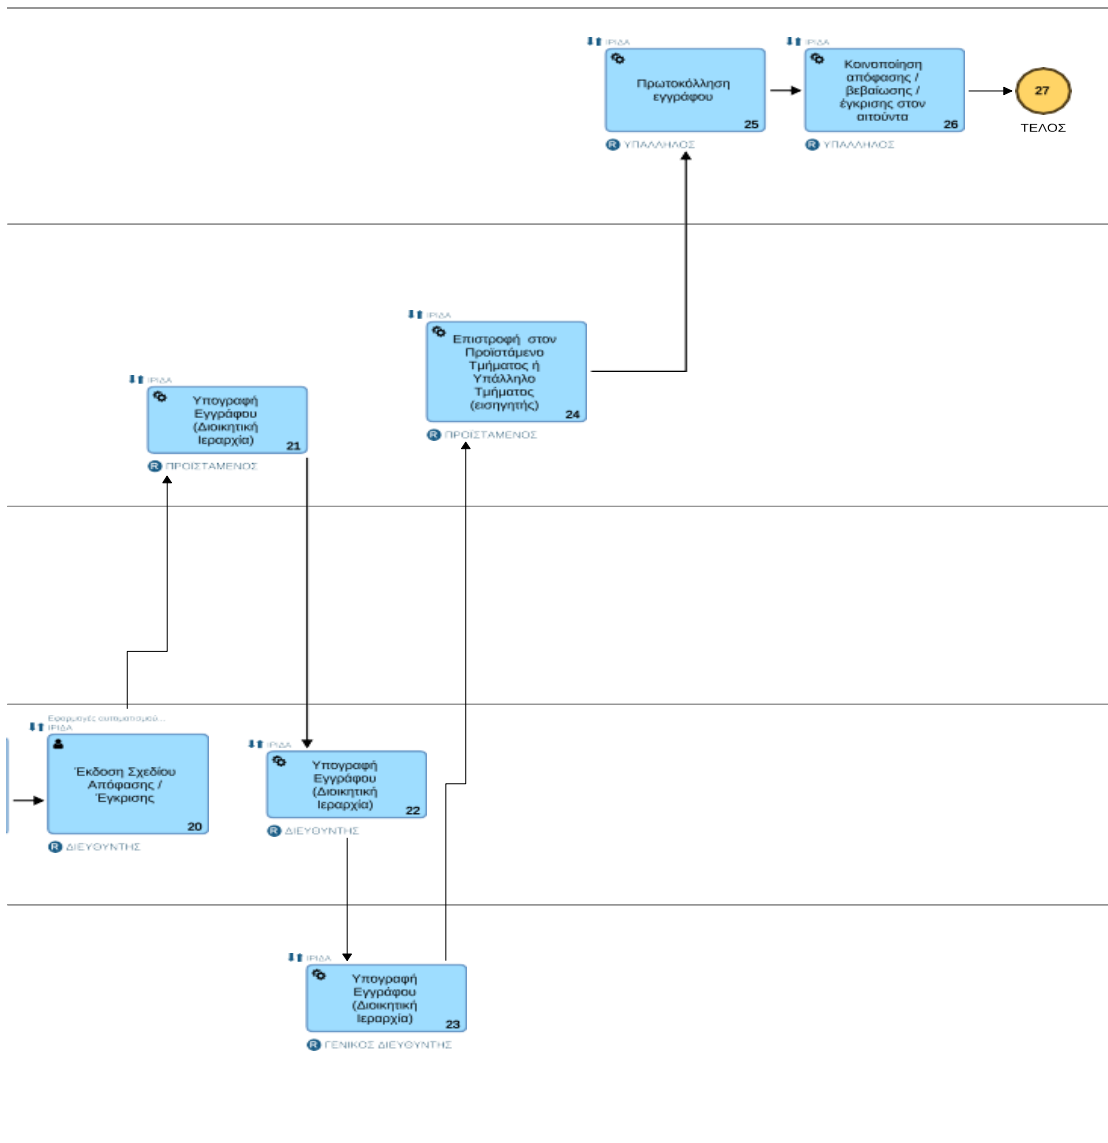 ΙΡΙΔΑ
Πρωτοκόλληση
εγγράφου
25
ΥΠΑΛΛΗΛΟΣ
ΙΡΙΔΑ
Κοινοποίηση
απόφασης /
βεβαίωσης /
έγκρισης στον
αιτούντα
26
ΥΠΑΛΛΗΛΟΣ
27
ΤΕΛΟΣ
ΙΡΙΔΑ
Επιστροφή στον
Προϊστάμενο
Τμήματος ή
Υπάλληλο
Τμήματος
(εισηγητής)
24
ΠΡΟΪΣΤΑΜΕΝΟΣ
ΙΡΙΔΑ
Υπογραφή
Εγγράφου
(Διοικητική
Ιεραρχία)
21
ΠΡΟΪΣΤΑΜΕΝΟΣ
Εφαρμογές αυτοματισμού...
ΙΡΙΔΑ
Έκδοση Σχεδίου
Απόφασης /
Έγκρισης
20
ΔΙΕΥΘΥΝΤΗΣ
ΙΡΙΔΑ
Υπογραφή
Εγγράφου
(Διοικητική
Ιεραρχία)
22
ΔΙΕΥΘΥΝΤΗΣ
ΙΡΙΔΑ
Υπογραφή
Εγγράφου
(Διοικητική
Ιεραρχία)
23
ΓΕΝΙΚΟΣ ΔΙΕΥΘΥΝΤΗΣ